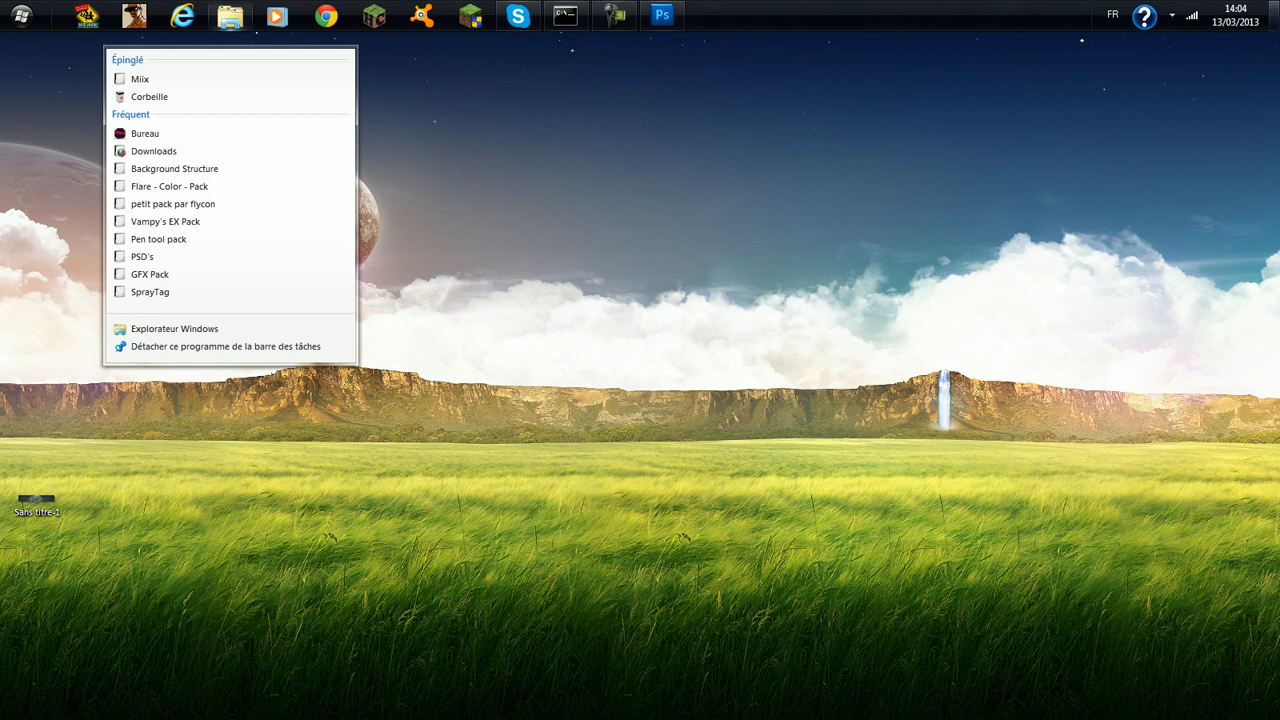 FR
14:04
13/03/2013
C:\
Ps
Épinglé
Miix
Corbeille
Fréquent
Bureau
Downloads
Background Structure
Flare - Color - Pack
petit pack par flycon
Vampy's EX Pack
Pen tool pack
PSD's
GFX Pack
SprayTag
Explorateur Windows
Détacher ce programme de la barre des tâches
Sans titre-1